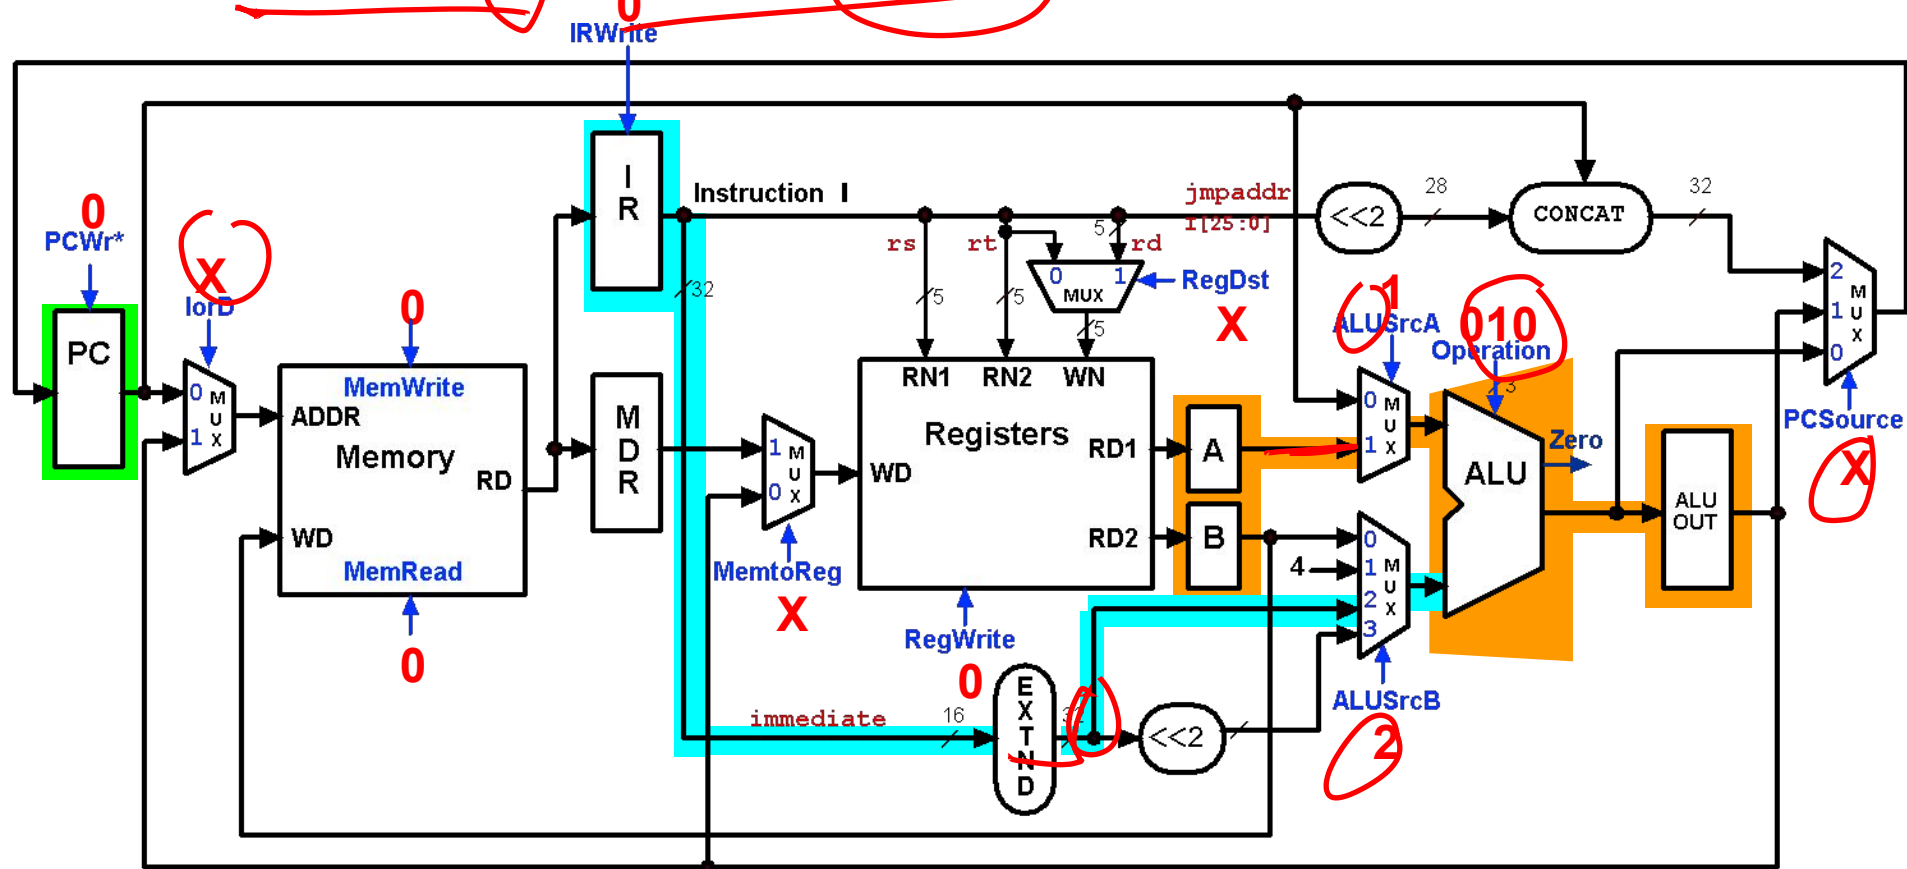 0
IRWrite
I
R
Instruction I
jmpaddr
I[25:0]
<<2
28
CONCAT
32
rs
rt
5
rd
0
PCWr*
X
IorD
0
32
5
5
0 1
MUX
RegDst
X
5
1
ALUSrcA
010
Operation
3
2
1
0
M
U
X
PCSource
X
PC
0
1
M
U
X
MemWrite
ADDR
Memory
RD
WD
MemRead
0
M
D
R
1
0
M
U
X
MemtoReg
X
RN1 RN2 WN
Registers
RD1
WD
RD2
RegWrite
0
A
B
0
1
M
U
X
4
0
1
2
3
M
U
X
ALUSrcB
2
ALU
Zero
ALU
OUT
immediate
16
E
X
T
N
D
<<2